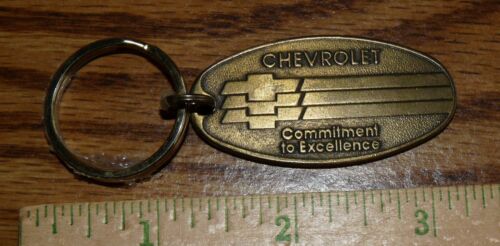 CHEVROLET
Commitment
to Excellence
1 2 3